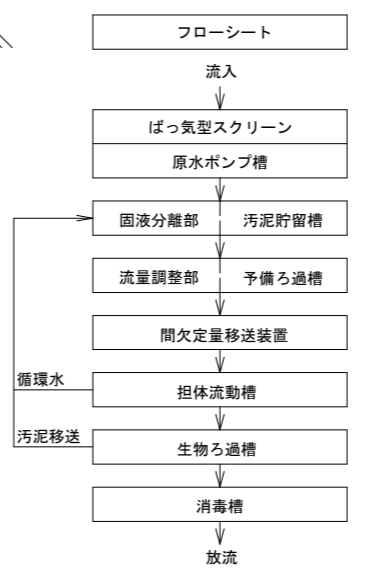 フローシート
流入
ばっ気型スクリーン
原水ポンプ槽
固液分離部 汚泥貯留槽
流量調整部 予備ろ過槽
間欠定量移送装置
循環水
担体流動槽
汚泥移送
生物ろ過槽
消毒槽
放流